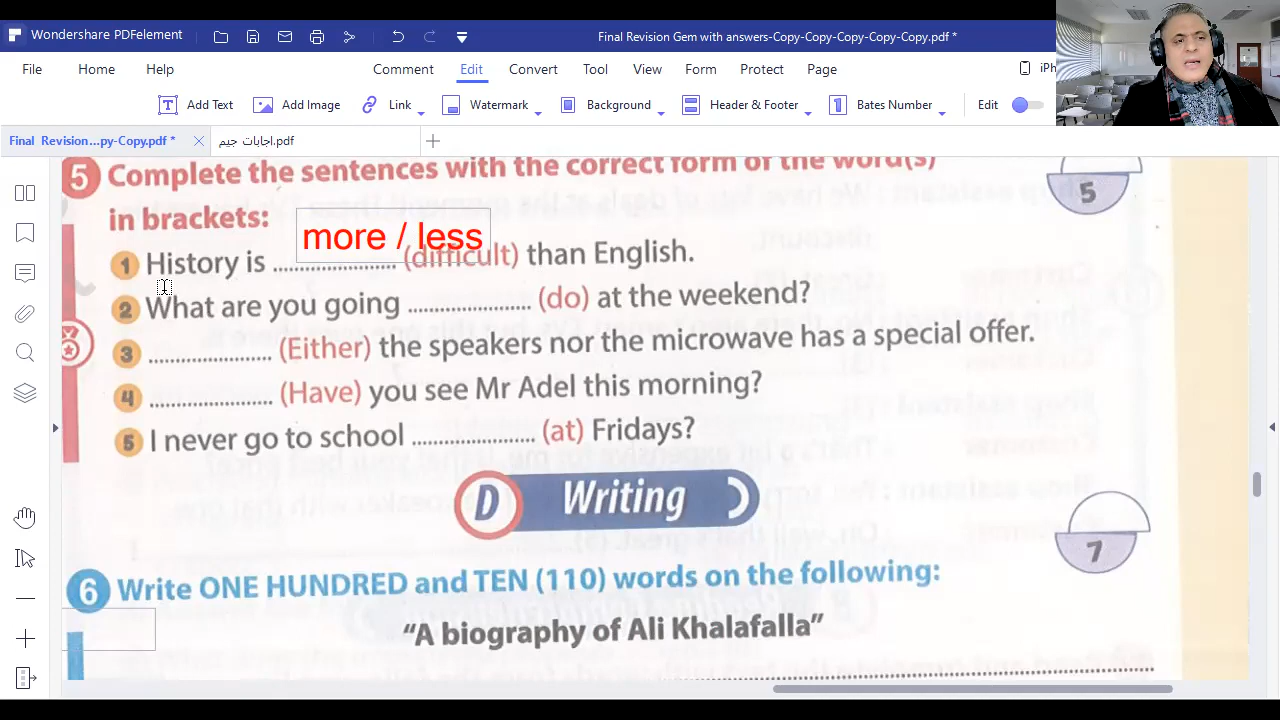 Wondershare PDFelement
Final Revision Gem with answers-Copy-Copy-Copy-Copy-Copy.pdf *
File Home Help Comment Edit Convert Tool View Form Protect Page
Add Text Add Image Link Watermark Background Header & Footer Bates Number Edit
Final Revision...py-Copy.pdf *
اجابات جيم.pdf
5 Complete the sentences with the correct form of the word(s)
in brackets:
5
more / less
1 History is .................... (difficult) than English.
2 What are you going .................... (do) at the weekend?
3 .................... (Either) the speakers nor the microwave has a special offer.
4 .................... (Have) you see Mr Adel this morning?
5 I never go to school .................... (at) Fridays?
D Writing
7
6 Write ONE HUNDRED and TEN (110) words on the following:
"A biography of Ali Khalafalla"